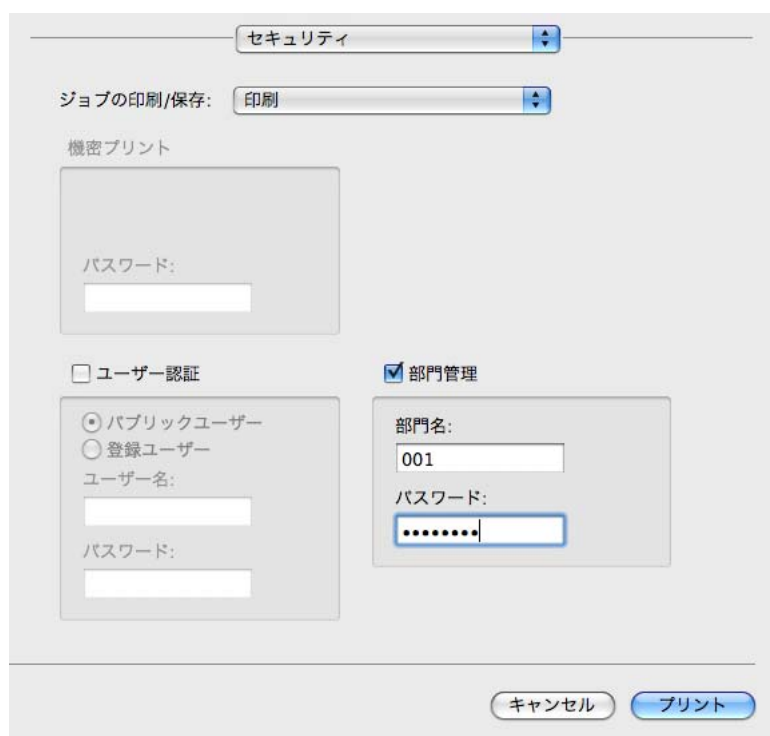 セキュリティ
ジョブの印刷/保存: 印刷
機密プリント
パスワード:
ユーザー認証
パブリックユーザー
登録ユーザー
ユーザー名:
パスワード:
部門管理
部門名:
001
パスワード:
••••••••
キャンセル プリント